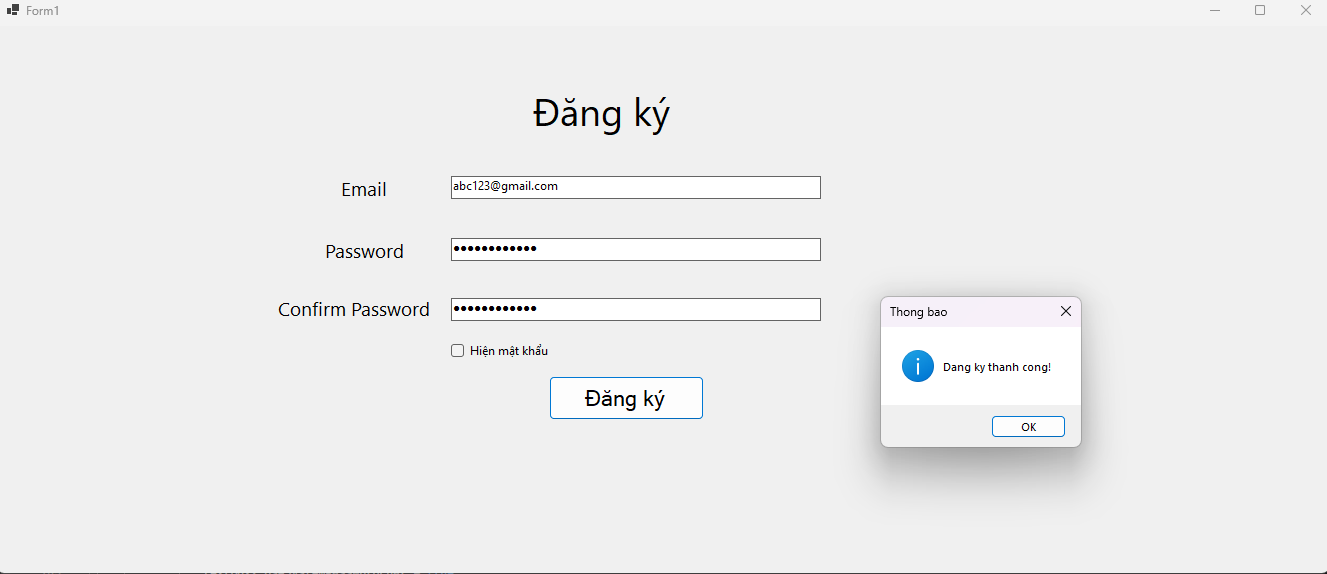 Form1
Đăng ký
Email
abc123@gmail.com
Password
••••••••••••
Confirm Password
••••••••••••
Hiện mật khẩu
Đăng ký
Thong bao
Dang ky thanh cong!
OK